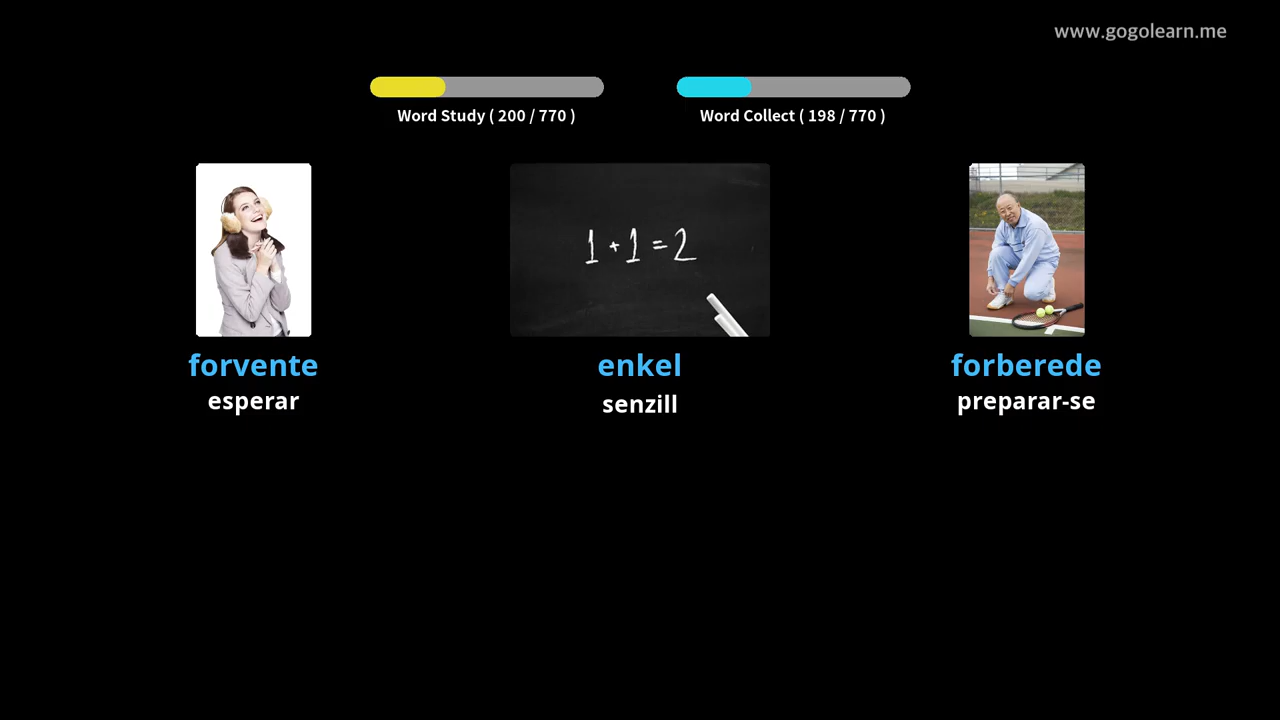 www.gogolearn.me
Word Study ( 200 / 770 )
Word Collect ( 198 / 770 )
1 + 1 = 2
forvente
esperar
enkel
senzill
forberede
preparar-se